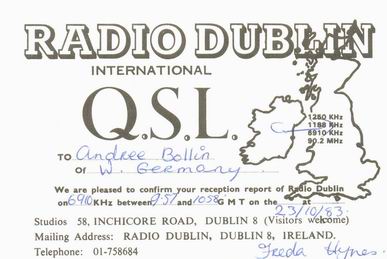 RADIO DUBLIN
INTERNATIONAL
Q.S.L.
1250 KHz
1188 KHz
6910 KHz
90.2 MHz
TO Andree Bollin
OF W. Germany
We are pleased to confirm your reception report of Radio Dublin
on 6910 KHz between 9.57 and 1058 GMT on the at
23/10/83.
Studios 58, INCHICORE ROAD, DUBLIN 8 (Visitors welcome)
Mailing Address: RADIO DUBLIN, DUBLIN 8, IRELAND.
Telephone: 01-758684
Freda Hynes.